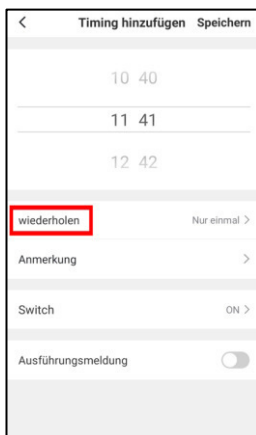 Timing hinzufügen Speichern
10 40
11 41
12 42
wiederholen Nur einmal
Anmerkung
Switch ON
Ausführungsmeldung